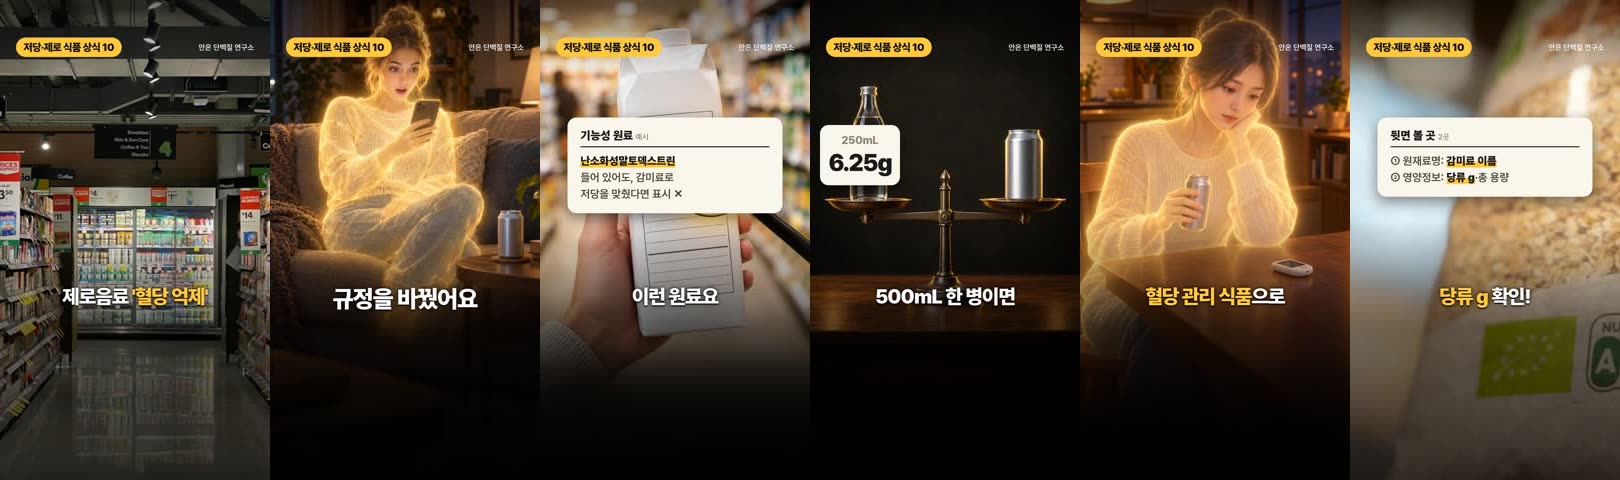 저당·제로 식품 상식 10
안은 단백질 연구소
Breakfast
Skin & Sun Care
Coffee & Tea
Biscuits
4
Coffee
제로음료 '혈당 억제'
저당·제로 식품 상식 10
안은 단백질 연구소
규정을 바꿨어요
저당·제로 식품 상식 10
안은 단백질 연구소
기능성 원료 예시
난소화성말토덱스트린
들어 있어도, 감미료로
저당을 맞췄다면 표시 ✕
이런 원료요
저당·제로 식품 상식 10
안은 단백질 연구소
250mL
6.25g
500mL 한 병이면
저당·제로 식품 상식 10
안은 단백질 연구소
혈당 관리 식품으로
저당·제로 식품 상식 10
안은 단백질 연구소
뒷면 볼 곳 2곳
① 원재료명: 감미료 이름
② 영양정보: 당류 g·총 용량
당류 g 확인!
NU
A